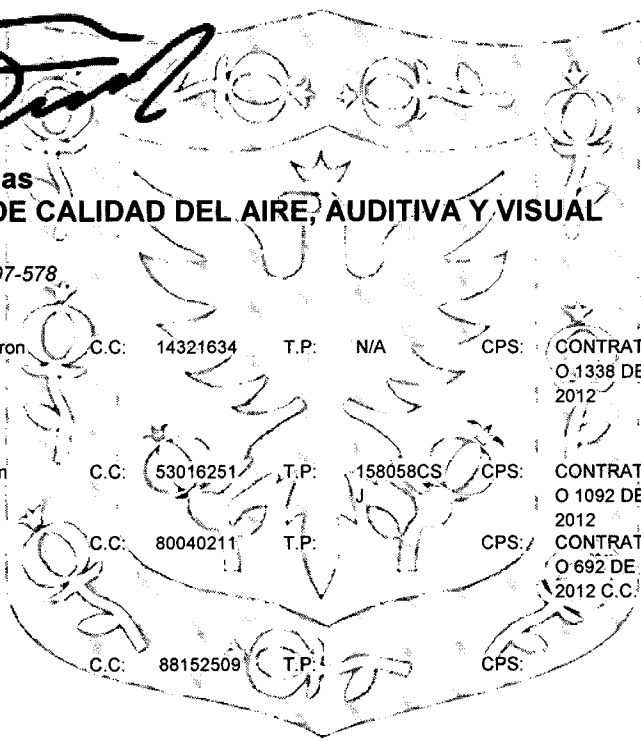 as
DE CALIDAD DEL AIRE, AUDITIVA Y VISUAL
97-578
ron C.C: 14321634 T.P: N/A CPS: CONTRAT
O 1338 DE
2012
n C.C: 53016251 T.P: 158058CS CPS: CONTRAT
J O 1092 DE
2012
C.C: 80040211 T.P: CPS: CONTRAT
O 692 DE
2012 C.C.
C.C: 88152509 T.P: CPS: